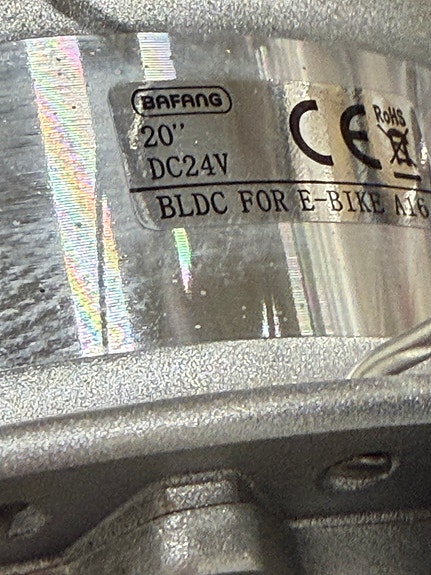 BAFANG
20"
DC24V
CE
RoHS
BLDC FOR E-BIKE A16